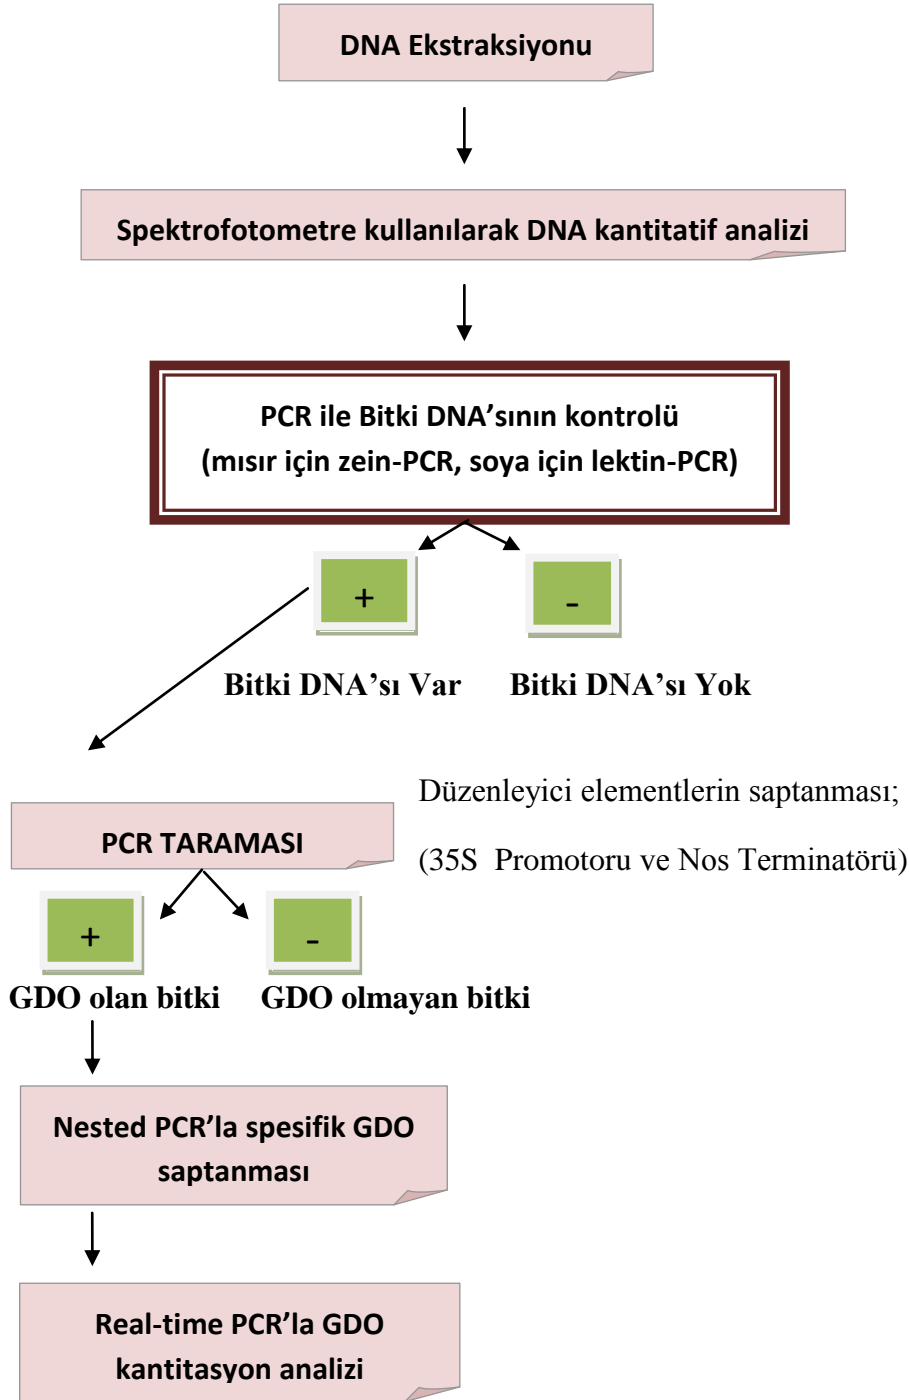 DNA Ekstraksiyonu
Spektrofotometre kullanılarak DNA kantitatif analizi
PCR ile Bitki DNA’sının kontrolü
(mısır için zein-PCR, soya için lektin-PCR)
+
-
Bitki DNA’sı Var
Bitki DNA’sı Yok
Düzenleyici elementlerin saptanması;
(35S Promotoru ve Nos Terminatörü)
PCR TARAMASI
+
-
GDO olan bitki
GDO olmayan bitki
Nested PCR’la spesifik GDO
saptanması
Real-time PCR’la GDO
kantitasyon analizi